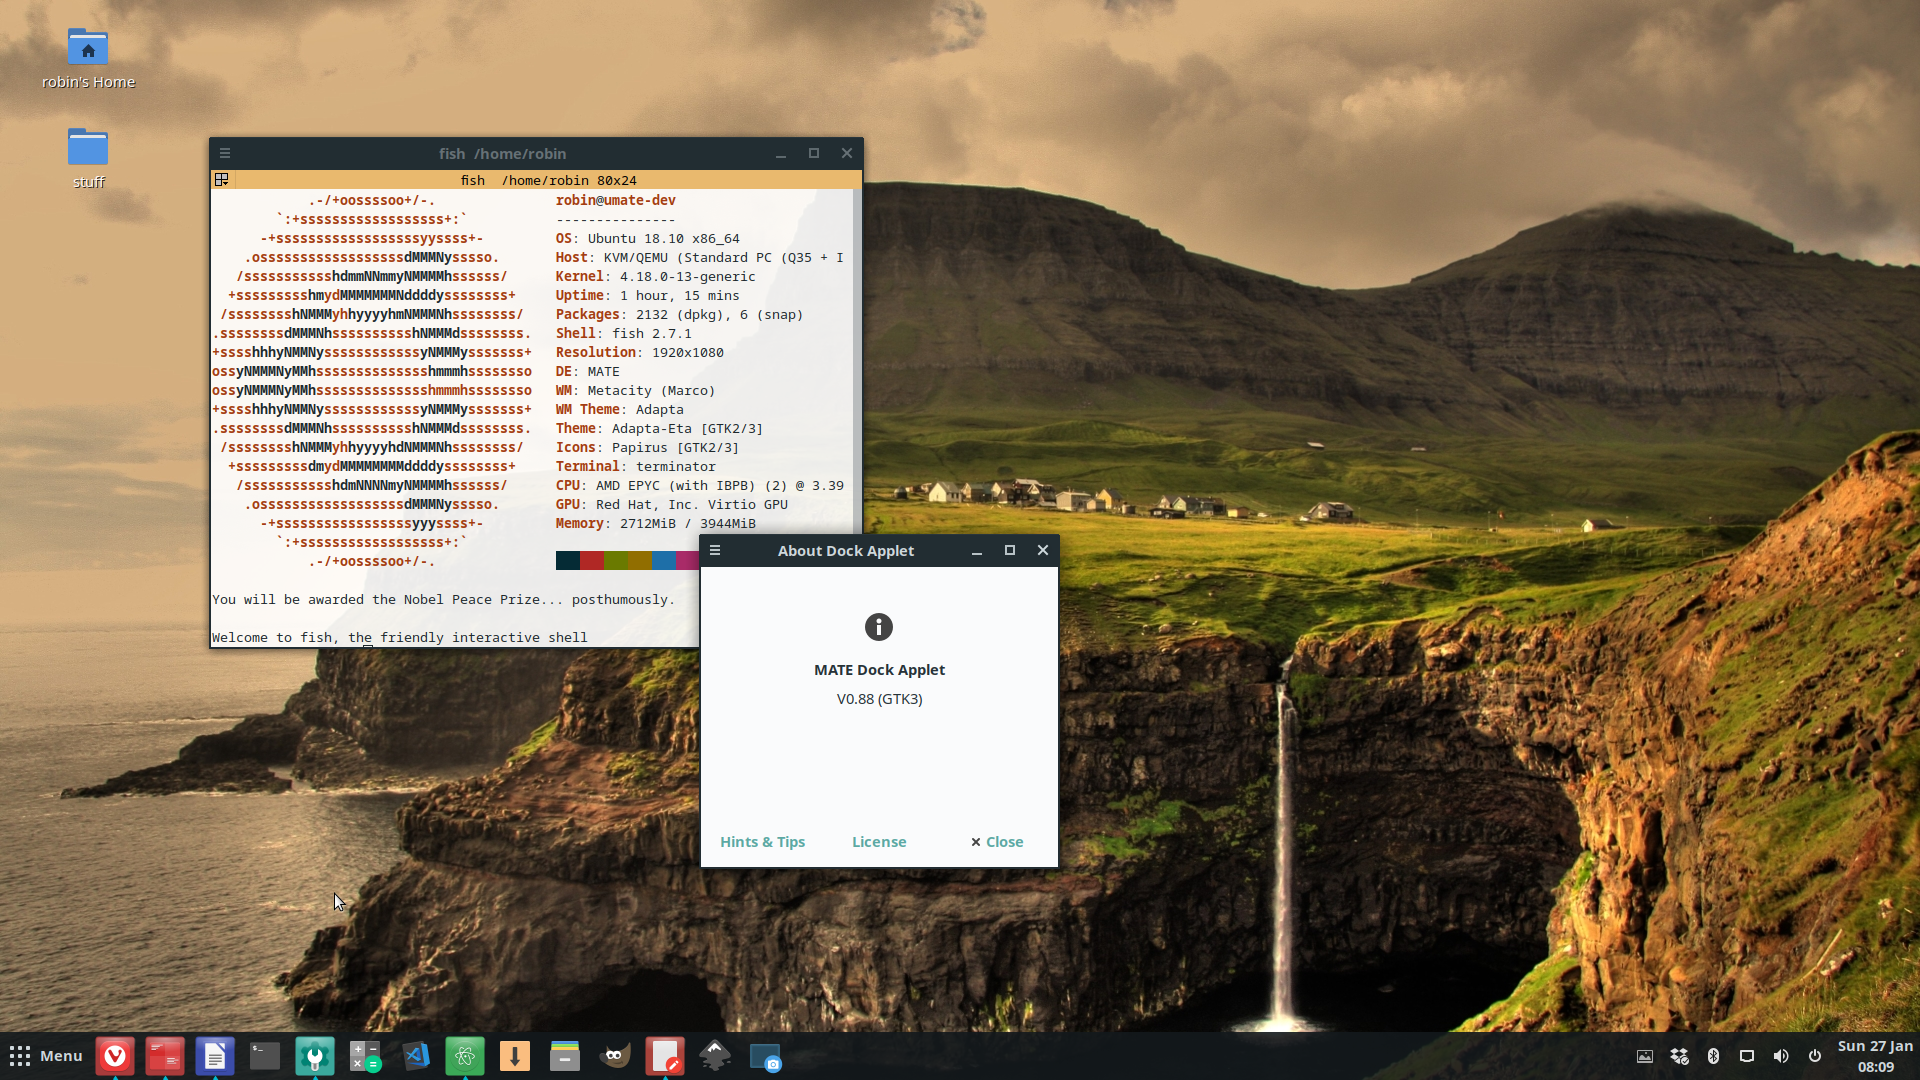 robin's Home
stuff
fish /home/robin
fish /home/robin 80x24
.-/+oossssoo+/-.
`:+ssssssssssssssssss+:`
-+ssssssssssssssssssyyssss+-
.ossssssssssssssssssdMMMNysssso.
/ssssssssssshdmmNNmmyNMMMMhssssss/
+ssssssssshmydMMMMMMMNddddyssssssss+
/sssssssshNMMMyhhyyyyhmNMMMNhssssssss/
.ssssssssdMMMNhsssssssssshNMMMdssssssss.
+sssshhhyNMMNyssssssssssssyNMMMysssssss+
ossyNMMMNyMMhsssssssssssssshmmmhssssssso
ossyNMMMNyMMhsssssssssssssshmmmhssssssso
+sssshhhyNMMNyssssssssssssyNMMMysssssss+
.ssssssssdMMMNhsssssssssshNMMMdssssssss.
/sssssssshNMMMyhhyyyyhdNMMMNhssssssss/
+sssssssssdmydMMMMMMMMddddyssssssss+
/ssssssssssshdmNNNNmyNMMMMhssssss/
.ossssssssssssssssssdMMMNysssso.
-+sssssssssssssssssyyyssss+-
`:+ssssssssssssssssss+:`
.-/+oossssoo+/-.
robin@umate-dev
---------------
OS: Ubuntu 18.10 x86_64
Host: KVM/QEMU (Standard PC (Q35 + I
Kernel: 4.18.0-13-generic
Uptime: 1 hour, 15 mins
Packages: 2132 (dpkg), 6 (snap)
Shell: fish 2.7.1
Resolution: 1920x1080
DE: MATE
WM: Metacity (Marco)
WM Theme: Adapta
Theme: Adapta-Eta [GTK2/3]
Icons: Papirus [GTK2/3]
Terminal: terminator
CPU: AMD EPYC (with IBPB) (2) @ 3.39
GPU: Red Hat, Inc. Virtio GPU
Memory: 2712MiB / 3944MiB
You will be awarded the Nobel Peace Prize... posthumously.
Welcome to fish, the friendly interactive shell
About Dock Applet
MATE Dock Applet
V0.88 (GTK3)
Hints & Tips
License
Close
Menu
Sun 27 Jan
08:09